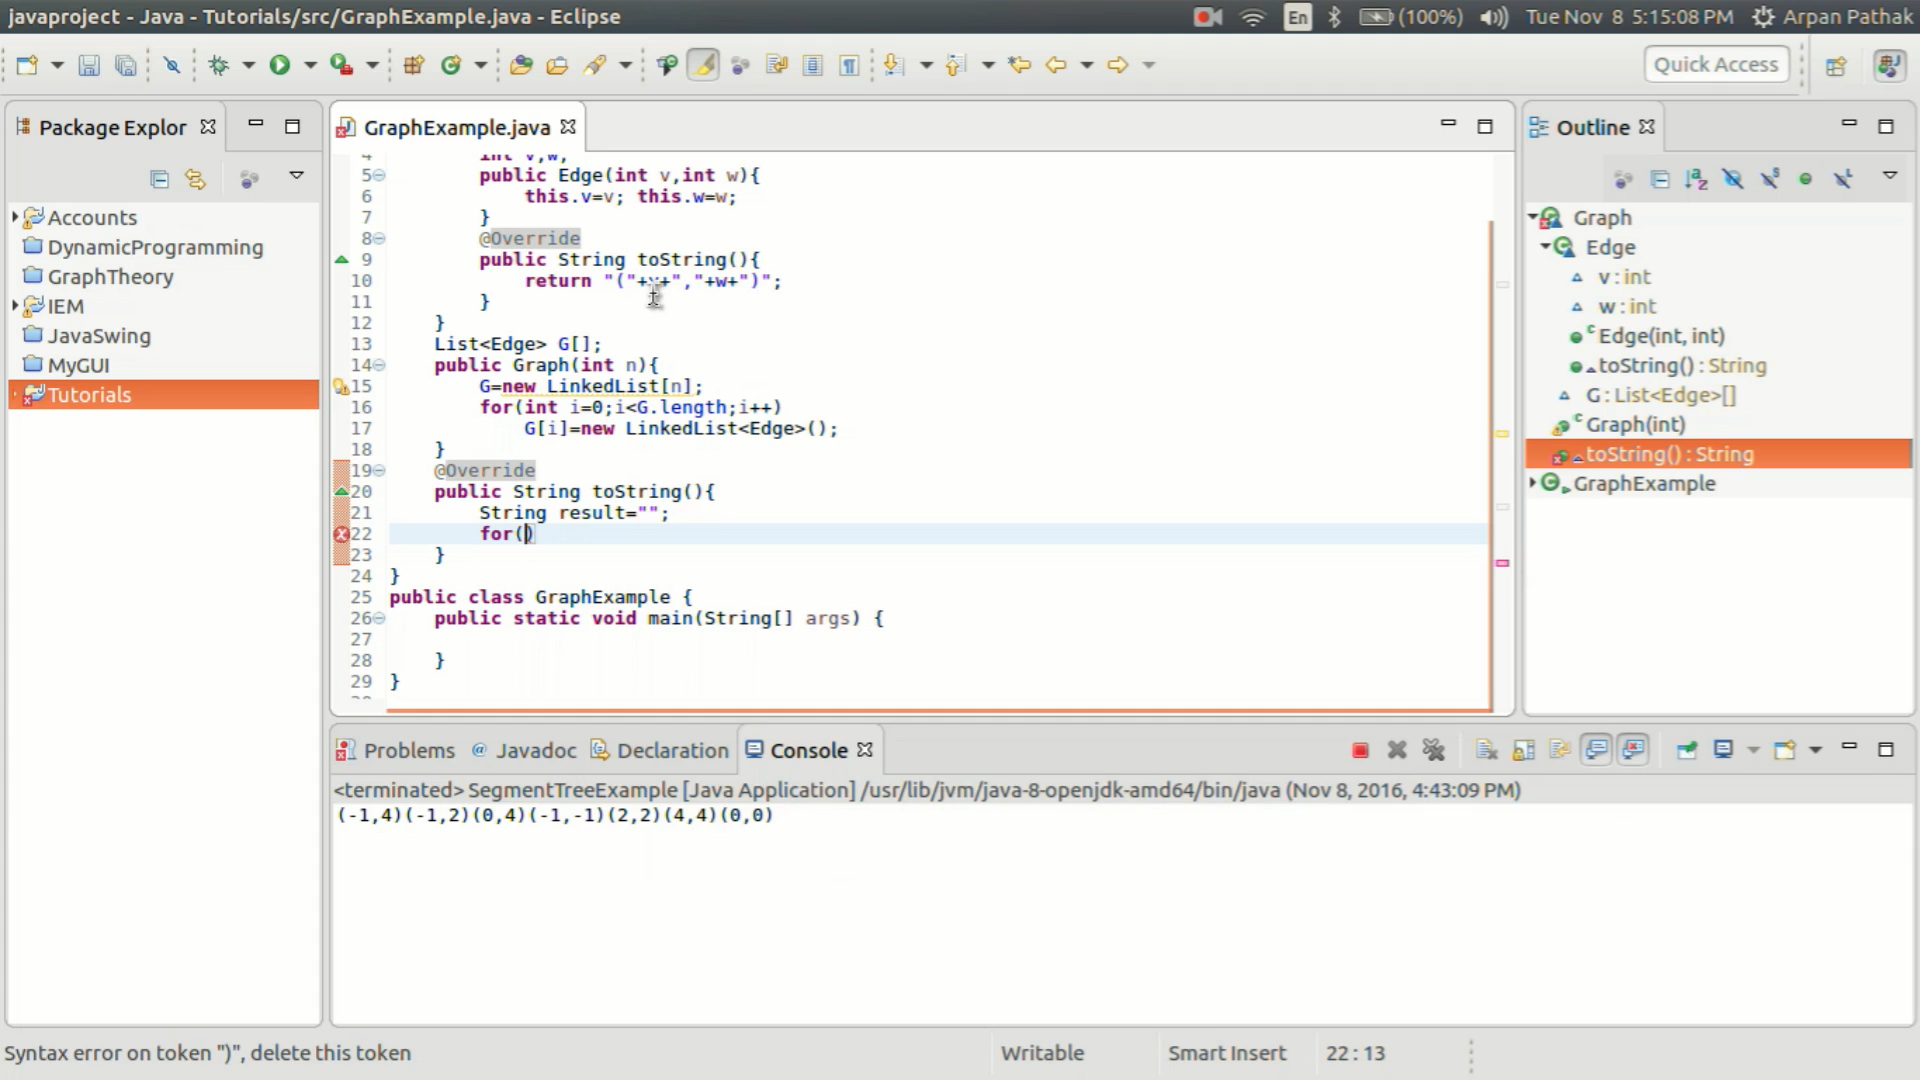 javaproject - Java - Tutorials/src/GraphExample.java - Eclipse
En
(100%)
Tue Nov 8 5:15:08 PM
Arpan Pathak
Quick Access
Package Explor
Accounts
DynamicProgramming
GraphTheory
IEM
JavaSwing
MyGUI
Tutorials
GraphExample.java
4 int v,w;
5 public Edge(int v,int w){
6 this.v=v; this.w=w;
7 }
8 @Override
9 public String toString(){
10 return "("+v+","+w+")";
11 }
12 }
13 List<Edge> G[];
14 public Graph(int n){
15 G=new LinkedList[n];
16 for(int i=0;i<G.length;i++)
17 G[i]=new LinkedList<Edge>();
18 }
19 @Override
20 public String toString(){
21 String result="";
22 for()
23 }
24 }
25 public class GraphExample {
26 public static void main(String[] args) {
27
28 }
29 }
Outline
Graph
Edge
v : int
w : int
Edge(int, int)
toString() : String
G : List<Edge>[]
Graph(int)
toString() : String
GraphExample
Problems
@ Javadoc
Declaration
Console
<terminated> SegmentTreeExample [Java Application] /usr/lib/jvm/java-8-openjdk-amd64/bin/java (Nov 8, 2016, 4:43:09 PM)
(-1,4)(-1,2)(0,4)(-1,-1)(2,2)(4,4)(0,0)
Syntax error on token ")", delete this token
Writable
Smart Insert
22 : 13